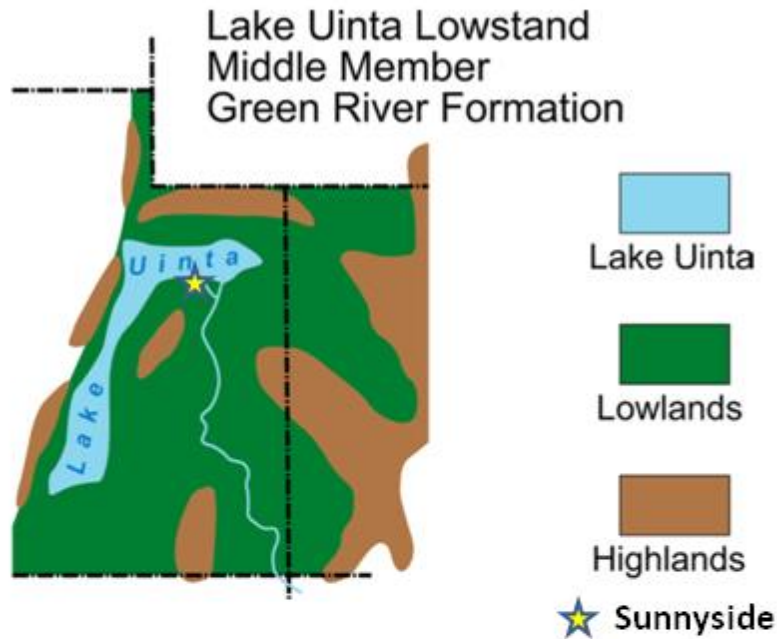 Lake Uinta Lowstand
Middle Member
Green River Formation
Uinta
Lake
Lake Uinta
Lowlands
Highlands
Sunnyside